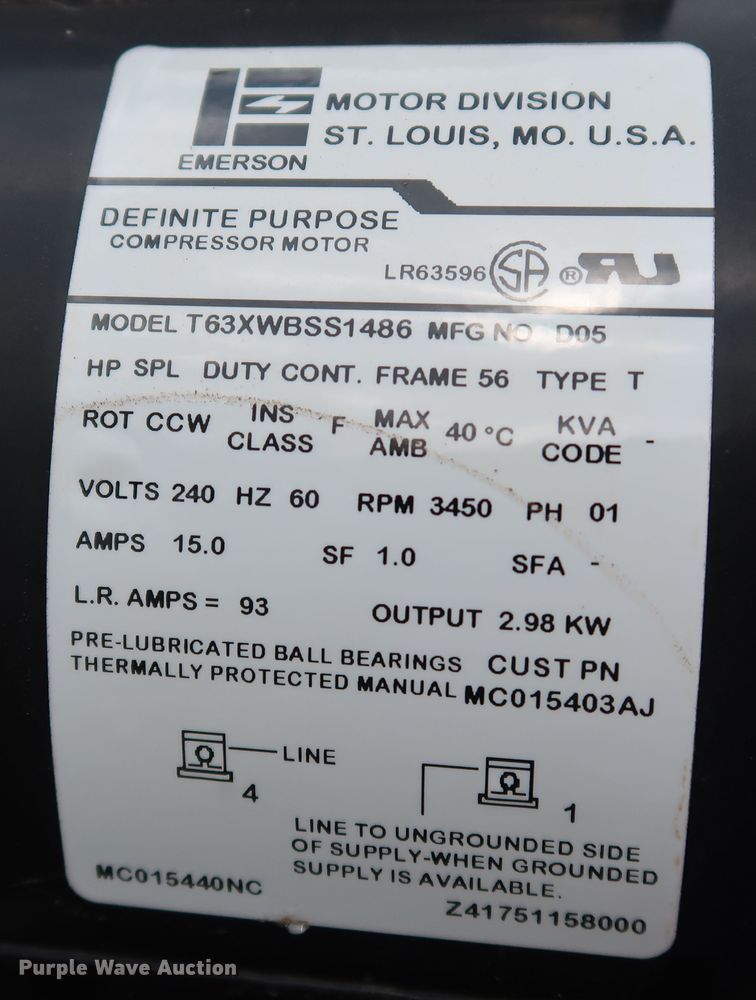 MOTOR DIVISION
ST. LOUIS, MO. U.S.A.
EMERSON
DEFINITE PURPOSE
COMPRESSOR MOTOR
LR63596 SA ® RU
MODEL T63XWBSS1486 MFG NO D05
HP SPL DUTY CONT. FRAME 56 TYPE T
ROT CCW INS CLASS F MAX AMB 40 °C KVA CODE -
VOLTS 240 HZ 60 RPM 3450 PH 01
AMPS 15.0 SF 1.0 SFA -
L.R. AMPS = 93 OUTPUT 2.98 KW
PRE-LUBRICATED BALL BEARINGS CUST PN
THERMALLY PROTECTED MANUAL MC015403AJ
LINE
4
1
LINE TO UNGROUNDED SIDE
OF SUPPLY-WHEN GROUNDED
SUPPLY IS AVAILABLE.
MC015440NC
Z41751158000
Purple Wave Auction